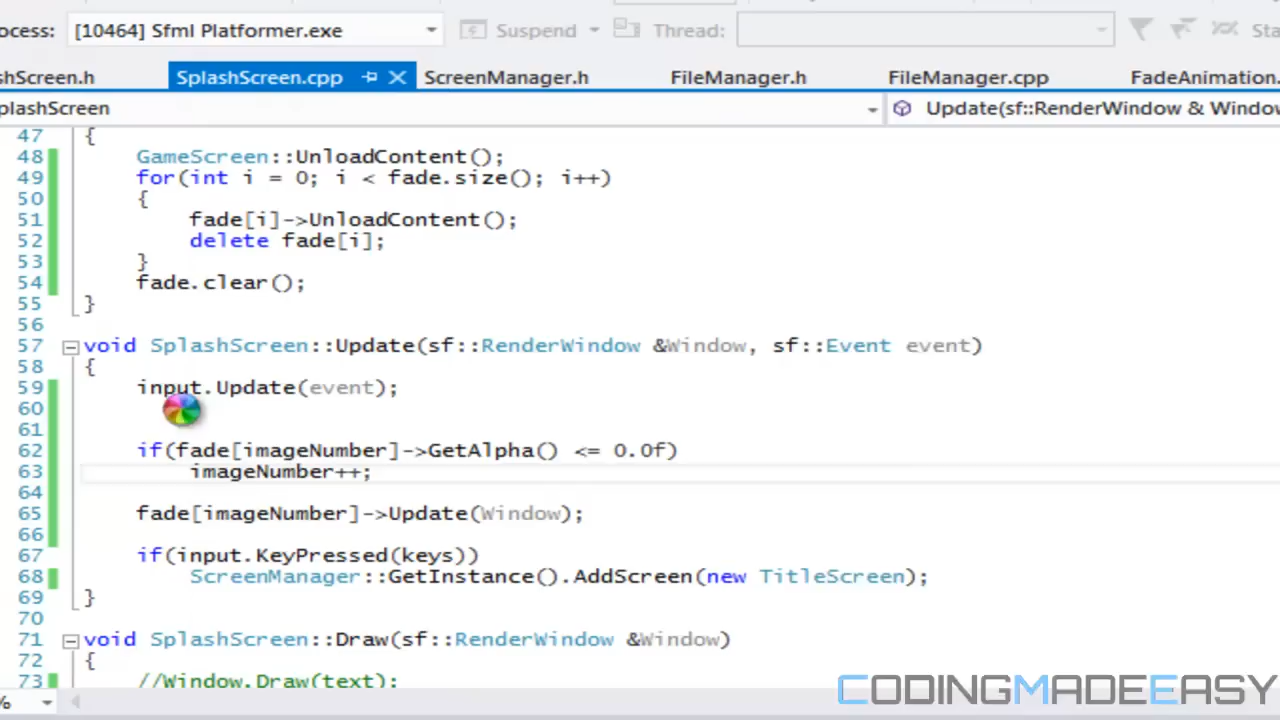 ocess: [10464] Sfml Platformer.exe Suspend Thread: Sta
shScreen.h SplashScreen.cpp ScreenManager.h FileManager.h FileManager.cpp FadeAnimation.
plashScreen Update(sf::RenderWindow & Window
47 {
48 GameScreen::UnloadContent();
49 for(int i = 0; i < fade.size(); i++)
50 {
51 fade[i]->UnloadContent();
52 delete fade[i];
53 }
54 fade.clear();
55 }
56
57 void SplashScreen::Update(sf::RenderWindow &Window, sf::Event event)
58 {
59 input.Update(event);
60
61
62 if(fade[imageNumber]->GetAlpha() <= 0.0f)
63 imageNumber++;
64
65 fade[imageNumber]->Update(Window);
66
67 if(input.KeyPressed(keys))
68 ScreenManager::GetInstance().AddScreen(new TitleScreen);
69 }
70
71 void SplashScreen::Draw(sf::RenderWindow &Window)
72 {
73 //Window.Draw(text);
%
CODINGMADEEASY